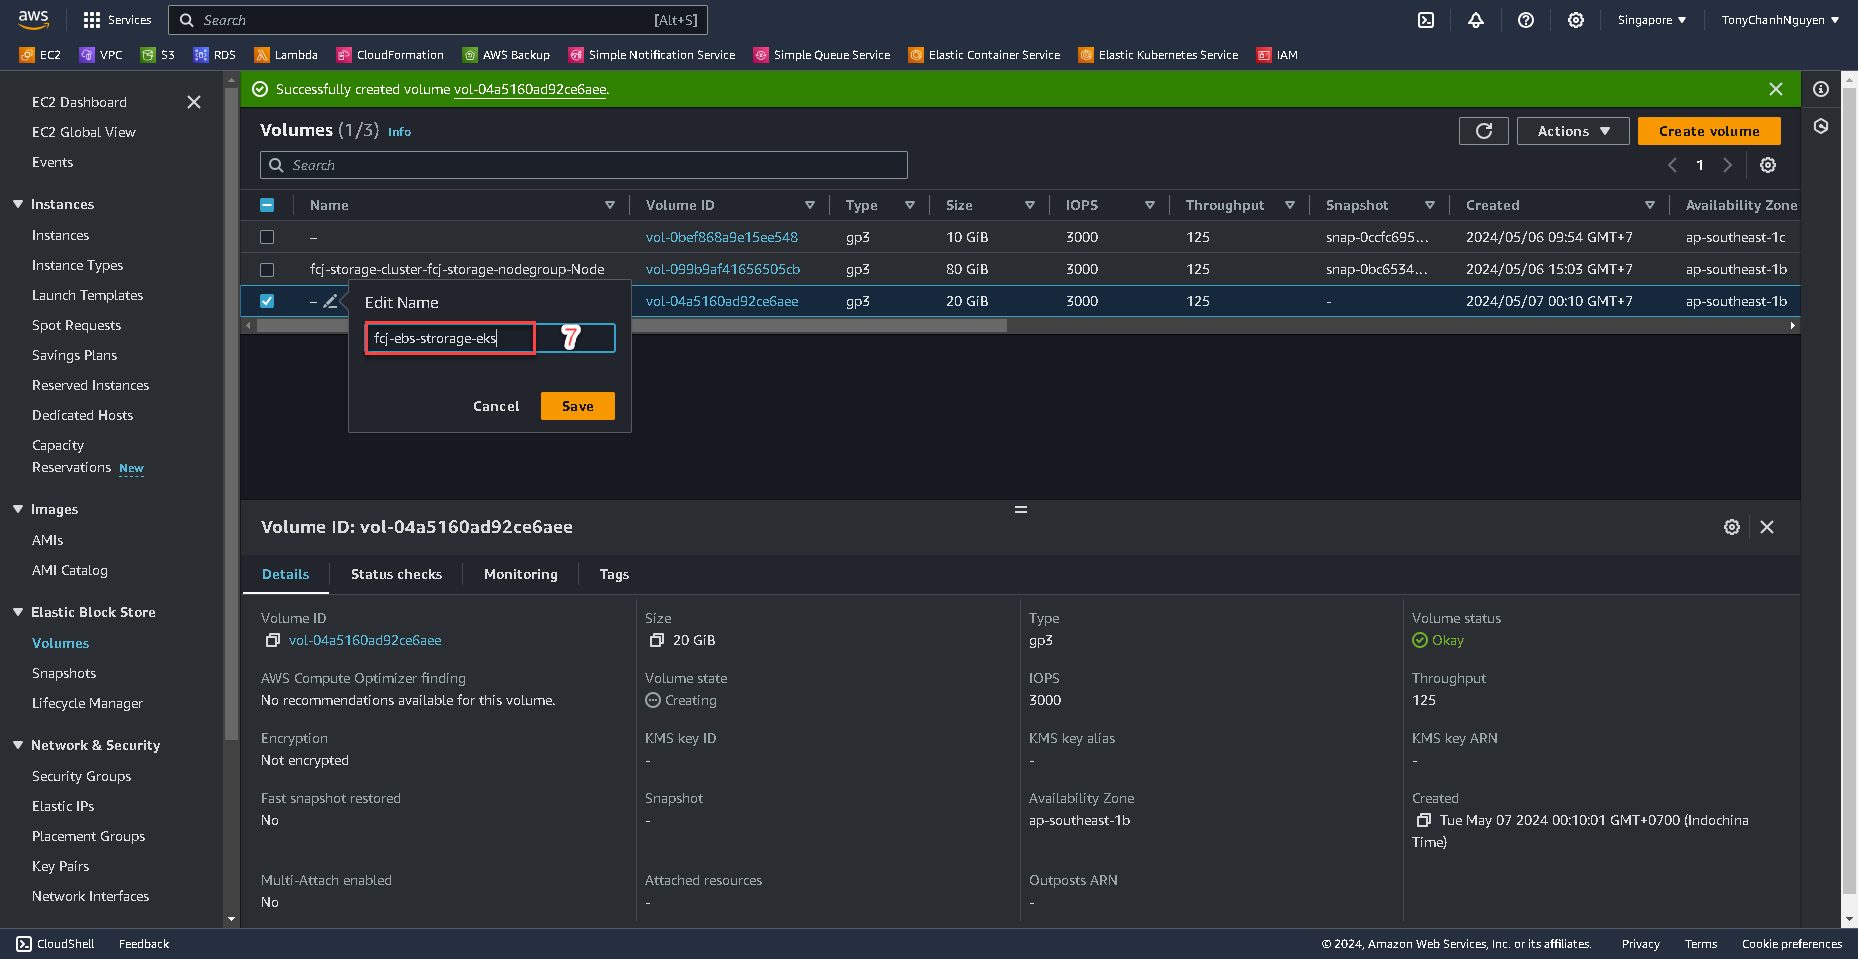 aws Services Search [Alt+S] Singapore ▼ TonyChanhNguyen ▼
EC2 VPC S3 RDS Lambda CloudFormation AWS Backup Simple Notification Service Simple Queue Service Elastic Container Service Elastic Kubernetes Service IAM
EC2 Dashboard
EC2 Global View
Events
Instances
Instances
Instance Types
Launch Templates
Spot Requests
Savings Plans
Reserved Instances
Dedicated Hosts
Capacity
Reservations New
Images
AMIs
AMI Catalog
Elastic Block Store
Volumes
Snapshots
Lifecycle Manager
Network & Security
Security Groups
Elastic IPs
Placement Groups
Key Pairs
Network Interfaces
Successfully created volume vol-04a5160ad92ce6aee.
Volumes (1/3) Info
Actions ▼ Create volume
Search
1
Name Volume ID Type Size IOPS Throughput Snapshot Created Availability Zone
– vol-0bef868a9e15ee548 gp3 10 GiB 3000 125 snap-0ccfc695... 2024/05/06 09:54 GMT+7 ap-southeast-1c
fcj-storage-cluster-fcj-storage-nodegroup-Node vol-099b9af41656505cb gp3 80 GiB 3000 125 snap-0bc6534... 2024/05/06 15:03 GMT+7 ap-southeast-1b
– vol-04a5160ad92ce6aee gp3 20 GiB 3000 125 - 2024/05/07 00:10 GMT+7 ap-southeast-1b
Edit Name
fcj-ebs-strorage-eks 7
Cancel Save
Volume ID: vol-04a5160ad92ce6aee
Details Status checks Monitoring Tags
Volume ID Size Type Volume status
vol-04a5160ad92ce6aee 20 GiB gp3 Okay
AWS Compute Optimizer finding Volume state IOPS Throughput
No recommendations available for this volume. Creating 3000 125
Encryption KMS key ID KMS key alias KMS key ARN
Not encrypted - - -
Fast snapshot restored Snapshot Availability Zone Created
No - ap-southeast-1b Tue May 07 2024 00:10:01 GMT+0700 (Indochina
Time)
Multi-Attach enabled Attached resources Outposts ARN
No - -
CloudShell Feedback © 2024, Amazon Web Services, Inc. or its affiliates. Privacy Terms Cookie preferences